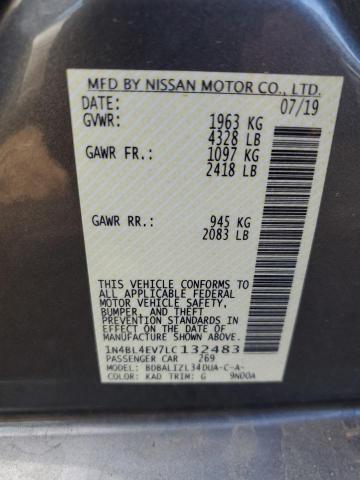 MFD BY NISSAN MOTOR CO., LTD.
DATE: 07/19
GVWR: 1963 KG
4328 LB
GAWR FR.: 1097 KG
2418 LB
GAWR RR.: 945 KG
2083 LB
THIS VEHICLE CONFORMS
TO ALL APPLICABLE FEDERAL
MOTOR VEHICLE SAFETY,
BUMPER, AND THEFT
PREVENTION STANDARDS
IN EFFECT ON THE DATE OF
MANUFACTURE SHOWN ABOVE.
1N4BL4EV7LC132483
PASSENGER CAR 269
MODEL: BDBALIZL34DUA-C-A-
COLOR: KAD TRIM: G 9NDOA